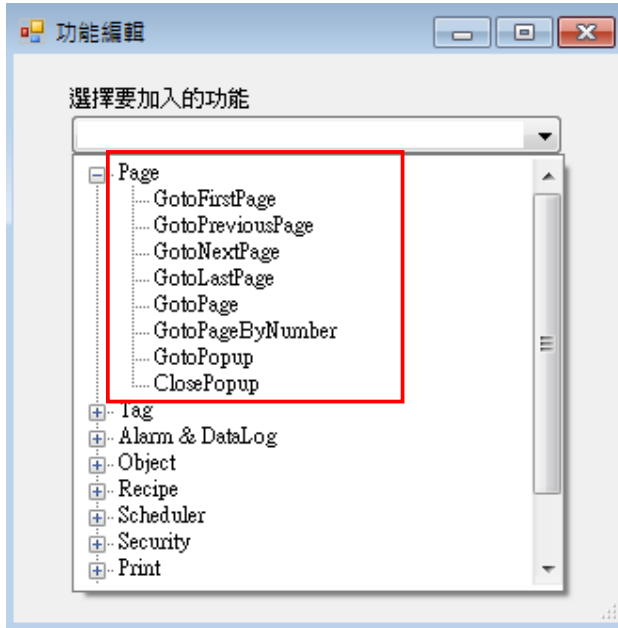 功能編輯
選擇要加入的功能
Page
GotoFirstPage
GotoPreviousPage
GotoNextPage
GotoLastPage
GotoPage
GotoPageByNumber
GotoPopup
ClosePopup
Tag
Alarm & DataLog
Object
Recipe
Scheduler
Security
Print